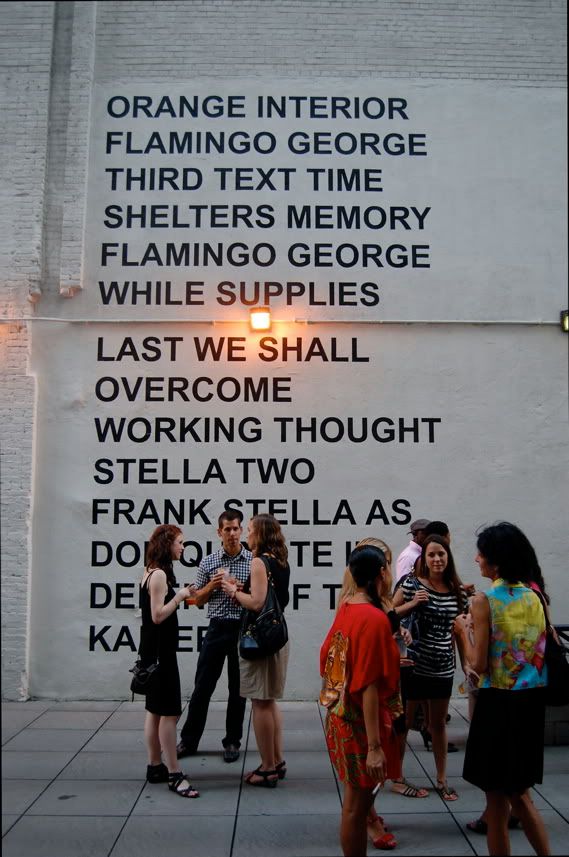 ORANGE INTERIOR
FLAMINGO GEORGE
THIRD TEXT TIME
SHELTERS MEMORY
FLAMINGO GEORGE
WHILE SUPPLIES
LAST WE SHALL
OVERCOME
WORKING THOUGHT
STELLA TWO
FRANK STELLA AS